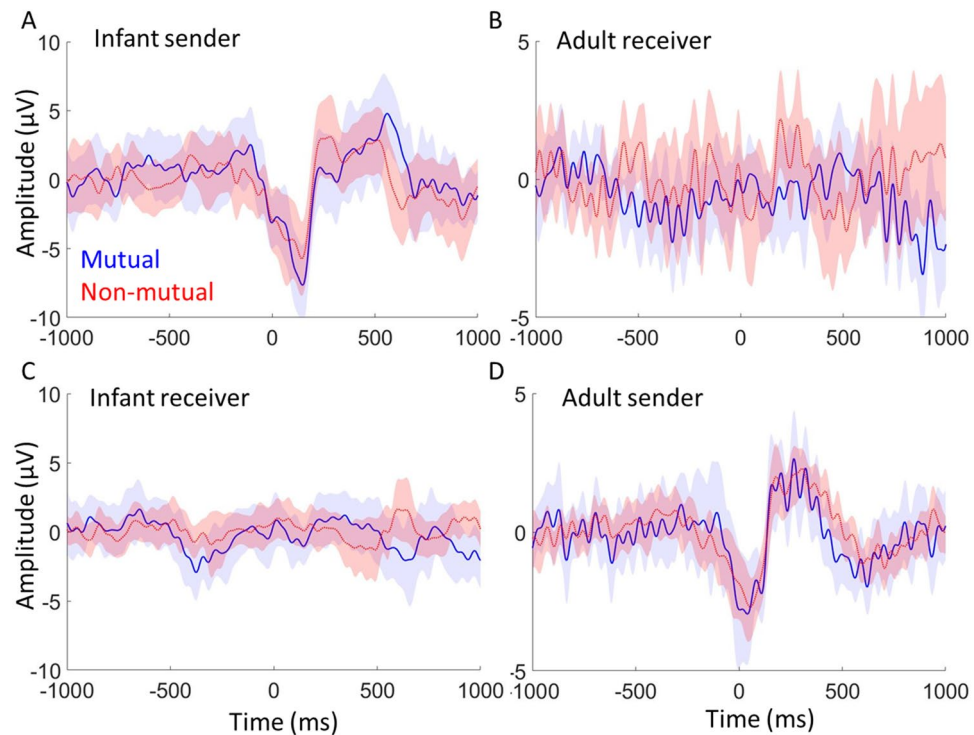 A
Infant sender
10
5
0
-5
-10
Amplitude (µV)
Mutual
Non-mutual
-1000 -500 0 500 1000
B
Adult receiver
5
0
-5
-1000 -500 0 500 1000
C
Infant receiver
10
5
0
-5
-10
Amplitude (µV)
-1000 -500 0 500 1000
Time (ms)
D
Adult sender
5
0
-5
-1000 -500 0 500 1000
Time (ms)